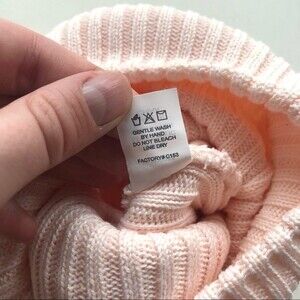 GENTLE WASH
BY HAND
DO NOT BLEACH
LINE DRY
FACTORY# C153